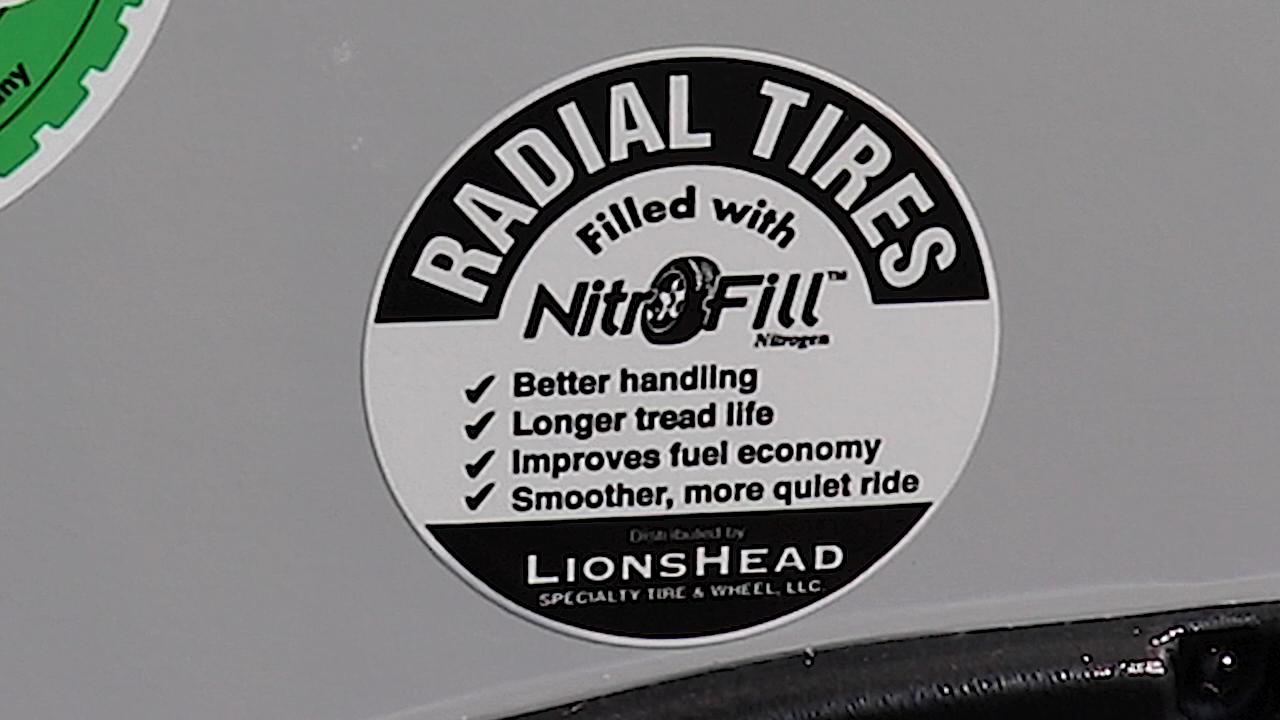 RADIAL TIRES
Filled with
NitroFill™
Nitrogen
✓ Better handling
✓ Longer tread life
✓ Improves fuel economy
✓ Smoother, more quiet ride
Distributed by
LIONSHEAD
SPECIALTY TIRE & WHEEL, LLC.